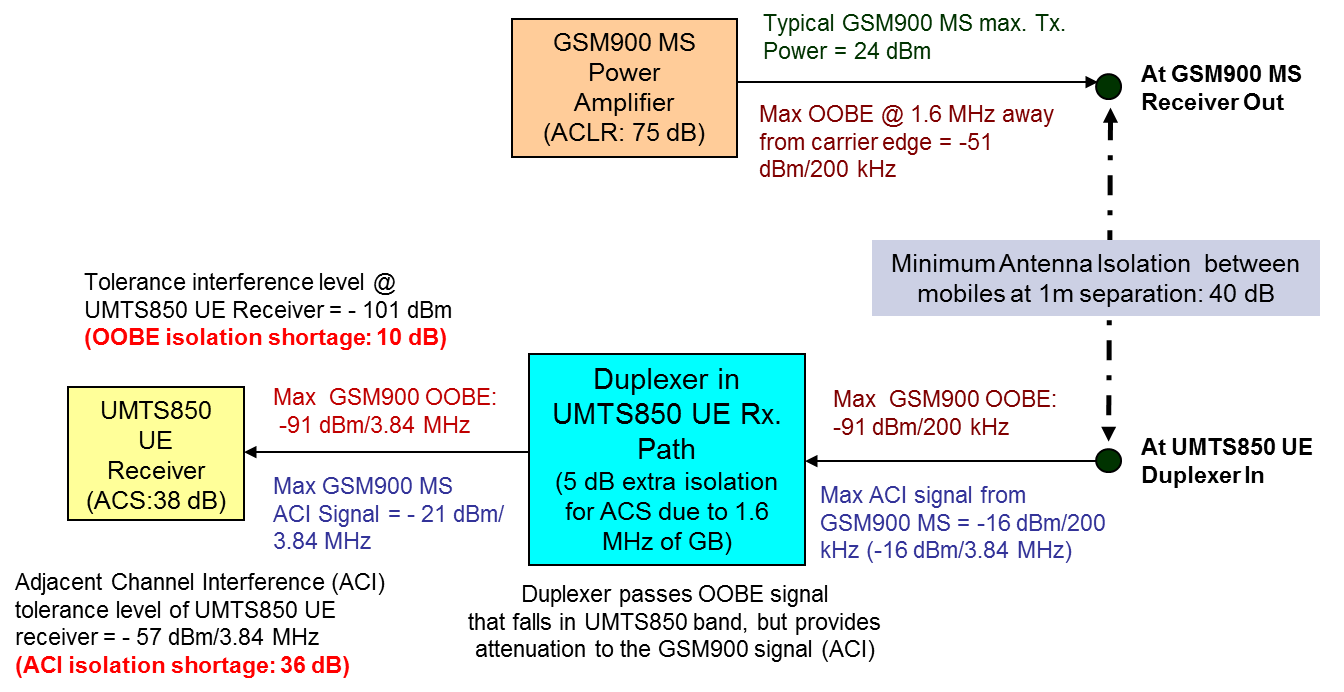 GSM900 MS
Power
Amplifier
(ACLR: 75 dB)
Typical GSM900 MS max. Tx.
Power = 24 dBm
Max OOBE @ 1.6 MHz away
from carrier edge = -51
dBm/200 kHz
At GSM900 MS
Receiver Out
Minimum Antenna Isolation between
mobiles at 1m separation: 40 dB
Tolerance interference level @
UMTS850 UE Receiver = - 101 dBm
(OOBE isolation shortage: 10 dB)
UMTS850
UE
Receiver
(ACS:38 dB)
Max GSM900 OOBE:
-91 dBm/3.84 MHz
Max GSM900 MS
ACI Signal = - 21 dBm/
3.84 MHz
Duplexer in
UMTS850 UE Rx.
Path
(5 dB extra isolation
for ACS due to 1.6
MHz of GB)
Max GSM900 OOBE:
-91 dBm/200 kHz
Max ACI signal from
GSM900 MS = -16 dBm/200
kHz (-16 dBm/3.84 MHz)
At UMTS850 UE
Duplexer In
Adjacent Channel Interference (ACI)
tolerance level of UMTS850 UE
receiver = - 57 dBm/3.84 MHz
(ACI isolation shortage: 36 dB)
Duplexer passes OOBE signal
that falls in UMTS850 band, but provides
attenuation to the GSM900 signal (ACI)